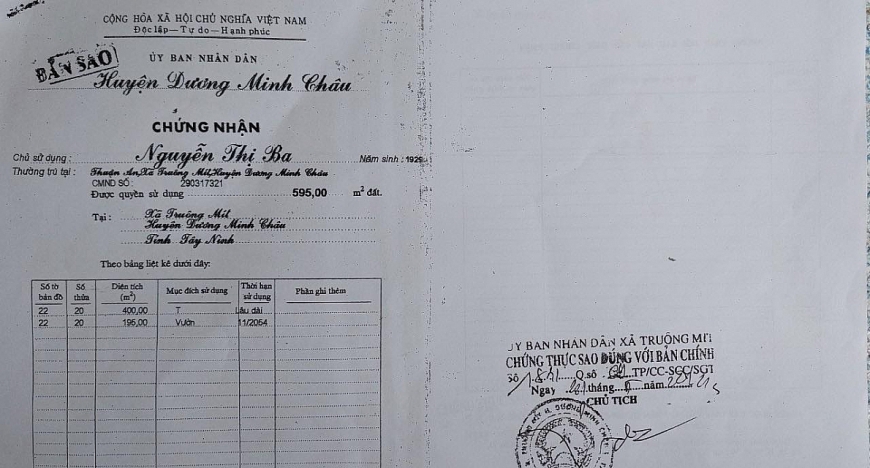 CỘNG HÒA XÃ HỘI CHỦ NGHĨA VIỆT NAM
Độc lập—Tự do—Hạnh phúc
BẢN SAO
ỦY BAN NHÂN DÂN
Huyện Dương Minh Châu
CHỨNG NHẬN
Chủ sử dụng : Nguyễn Thị Ba Năm sinh : 1929
Thường trú tại : Thuận An,Xã Truông Mít,Huyện Dương Minh Châu
CMND SỐ : 290317321
Được quyền sử dụng 595,00 m² đất.
Tại : Xã Truông Mít
Huyện Dương Minh Châu
Tỉnh Tây Ninh
Theo bảng liệt kê dưới đây:
Số tờ bản đồ Số thửa Diện tích (m²) Mục đích sử dụng Thời hạn sử dụng Phần ghi thêm
22 20 400,00 T Lâu dài
22 20 195,00 Vườn 11/2054
ỦY BAN NHÂN DÂN XÃ TRUÔNG MÍT
CHỨNG THỰC SAO ĐÚNG VỚI BẢN CHÍNH
Số Q.số TP/CC-SCC/SGT
Ngày tháng năm
CHỦ TỊCH